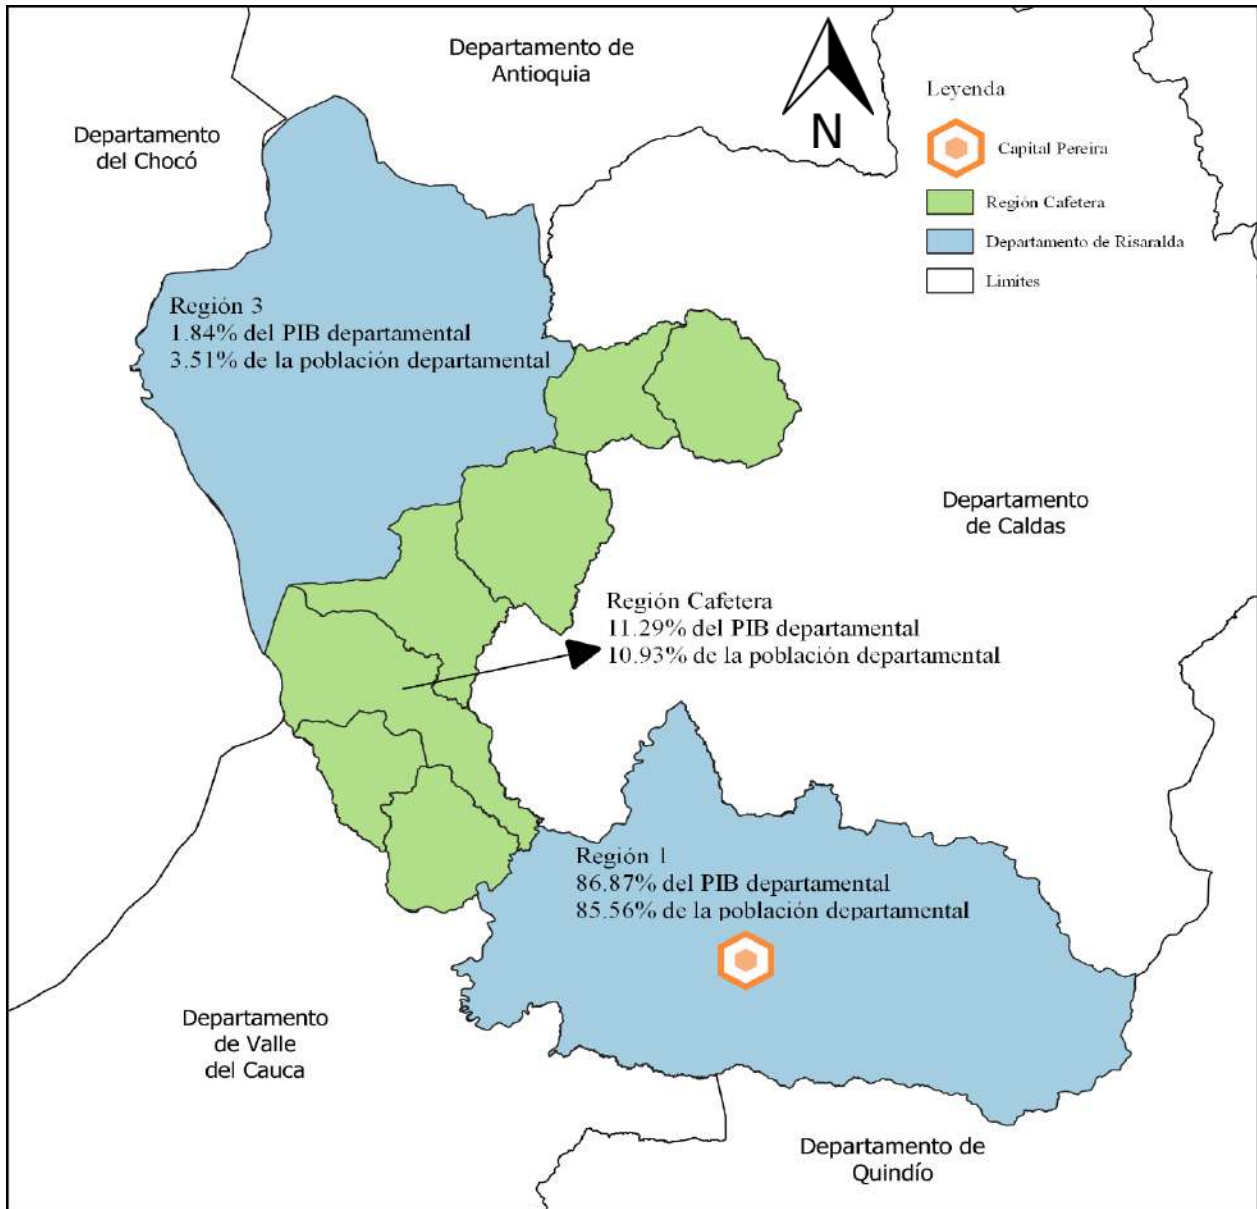 Departamento de
Antioquia
Departamento
del Chocó
N
Leyenda
Capital Pereira
Región Cafetera
Departamento de Risaralda
Limites
Región 3
1.84% del PIB departamental
3.51% de la población departamental
Departamento
de Caldas
Región Cafetera
11.29% del PIB departamental
10.93% de la población departamental
Región 1
86.87% del PIB departamental
85.56% de la población departamental
Departamento
de Valle
del Cauca
Departamento de
Quindío